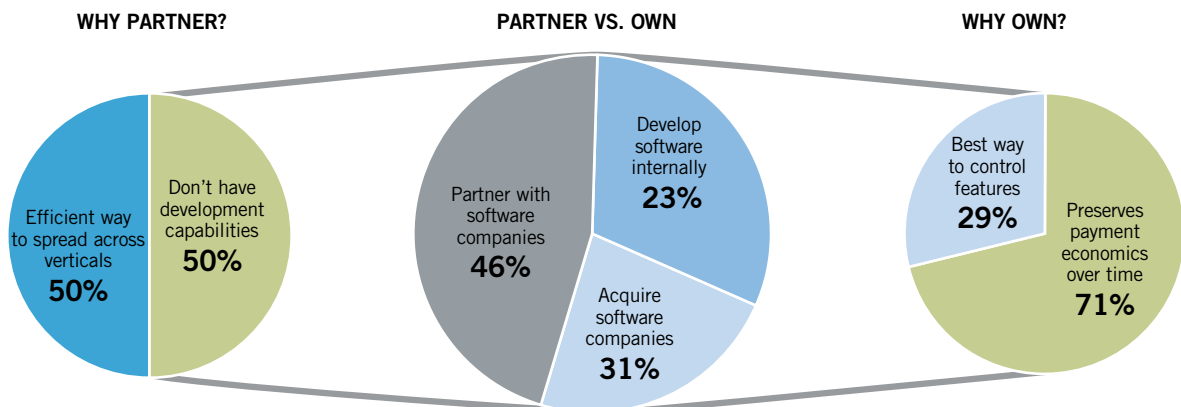 WHY PARTNER?
Efficient way
to spread across
verticals
50%
Don't have
development
capabilities
50%
PARTNER VS. OWN
Partner with
software
companies
46%
Develop
software
internally
23%
Acquire
software
companies
31%
WHY OWN?
Best way
to control
features
29%
Preserves
payment
economics
over time
71%